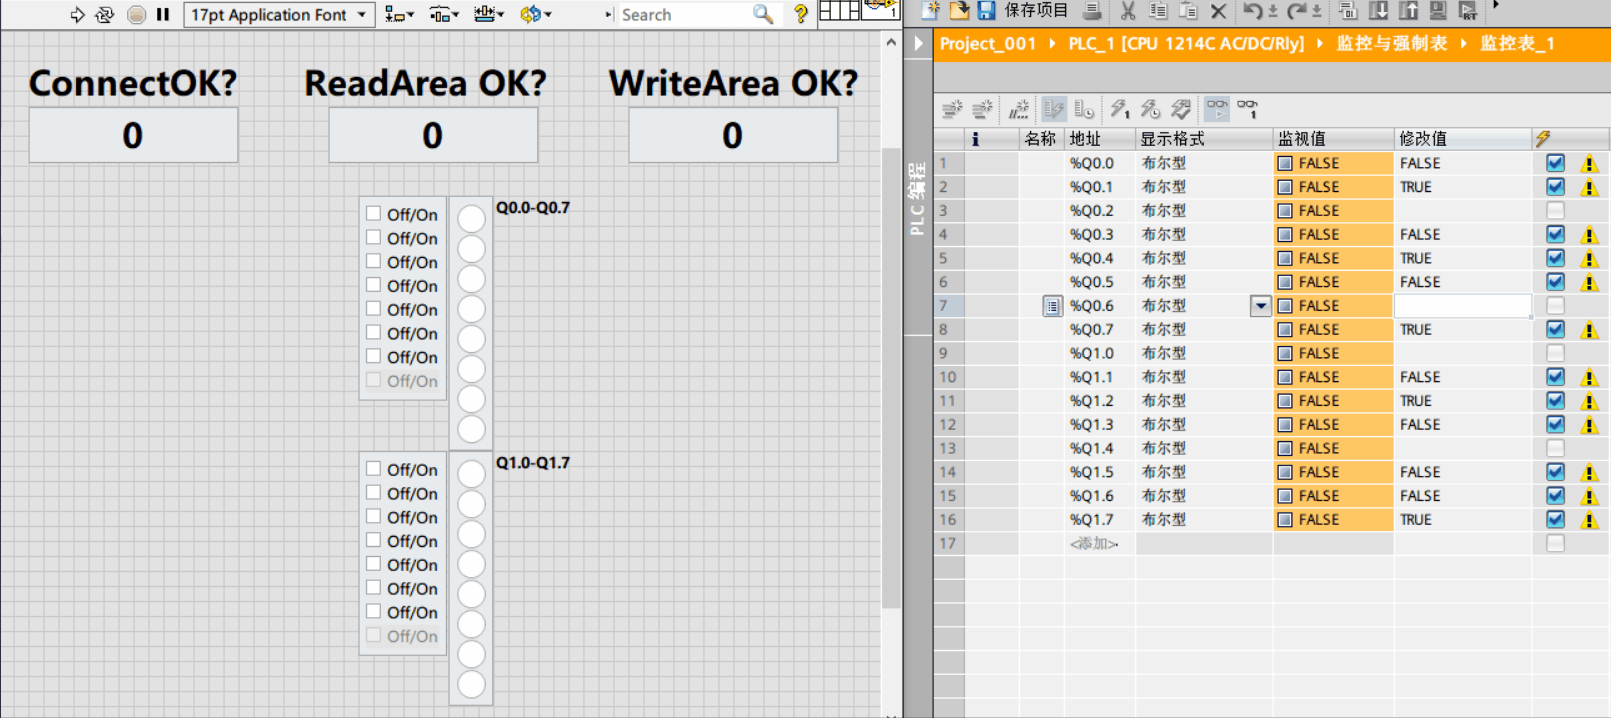 17pt Application Font
Search
ConnectOK?
ReadArea OK?
WriteArea OK?
0
0
0
Q0.0-Q0.7
Off/On
Off/On
Off/On
Off/On
Off/On
Off/On
Off/On
Off/On
Q1.0-Q1.7
Off/On
Off/On
Off/On
Off/On
Off/On
Off/On
Off/On
Off/On
保存项目
Project_001 PLC_1 [CPU 1214C AC/DC/Rly] 监控与强制表 监控表_1
PLC 编程
i 名称 地址 显示格式 监视值 修改值
1 %Q0.0 布尔型 FALSE FALSE
2 %Q0.1 布尔型 FALSE TRUE
3 %Q0.2 布尔型 FALSE
4 %Q0.3 布尔型 FALSE FALSE
5 %Q0.4 布尔型 FALSE TRUE
6 %Q0.5 布尔型 FALSE FALSE
7 %Q0.6 布尔型 FALSE
8 %Q0.7 布尔型 FALSE TRUE
9 %Q1.0 布尔型 FALSE
10 %Q1.1 布尔型 FALSE FALSE
11 %Q1.2 布尔型 FALSE TRUE
12 %Q1.3 布尔型 FALSE FALSE
13 %Q1.4 布尔型 FALSE
14 %Q1.5 布尔型 FALSE FALSE
15 %Q1.6 布尔型 FALSE FALSE
16 %Q1.7 布尔型 FALSE TRUE
17 <添加>